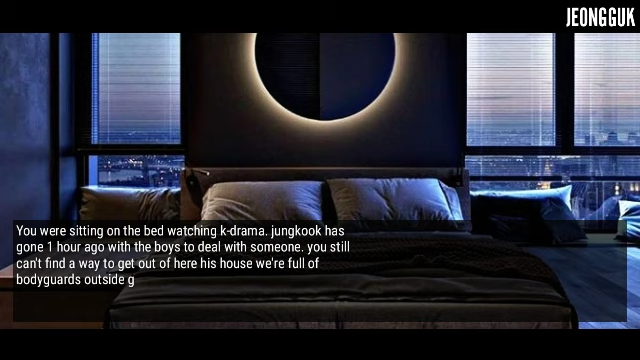 JEONGGUK
You were sitting on the bed watching k-drama. jungkook has
gone 1 hour ago with the boys to deal with someone. you still
can't find a way to get out of here his house we're full of
bodyguards outside g